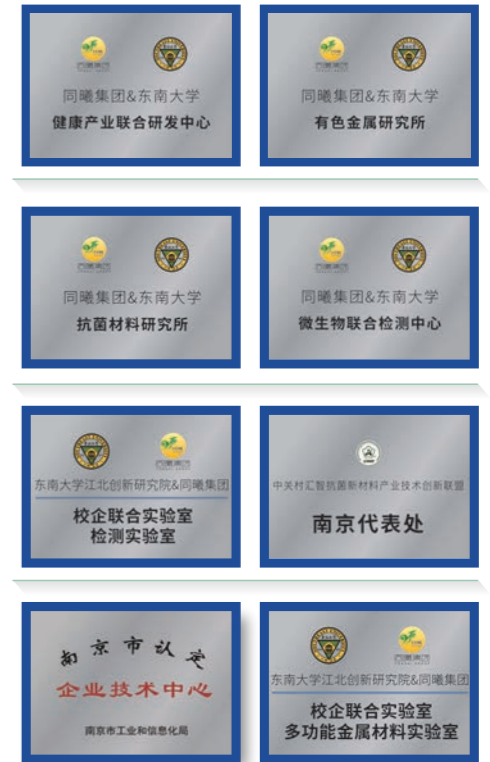 同曦集团&东南大学
健康产业联合研发中心
同曦集团&东南大学
有色金属研究所
同曦集团&东南大学
抗菌材料研究所
同曦集团&东南大学
微生物联合检测中心
东南大学江北创新研究院&同曦集团
校企联合实验室
检测实验室
中关村汇智抗菌新材料产业技术创新联盟
南京代表处
南京市认定
企业技术中心
南京市工业和信息化局
东南大学江北创新研究院&同曦集团
校企联合实验室
多功能金属材料实验室